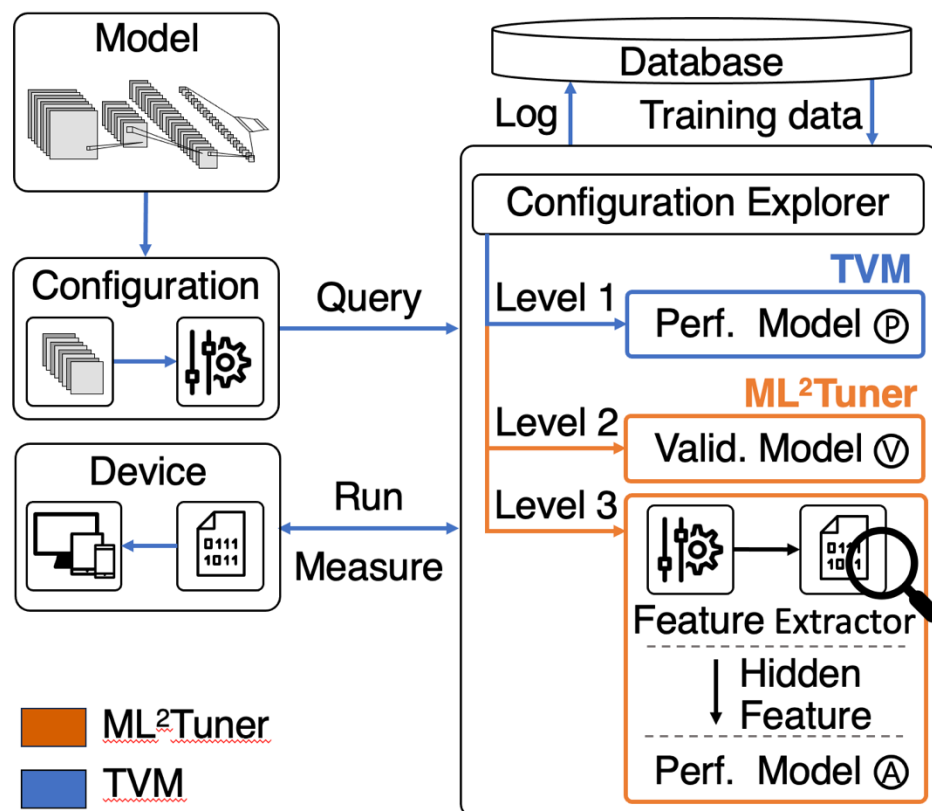 Model
Database
Log
Training data
Configuration Explorer
Configuration
Query
TVM
Level 1
Perf. Model Ⓟ
ML²Tuner
Level 2
Valid. Model Ⓥ
Device
Run
Measure
0111
1011
Level 3
0111
1011
Feature Extractor
Hidden
Feature
Perf. Model Ⓐ
ML²Tuner
TVM